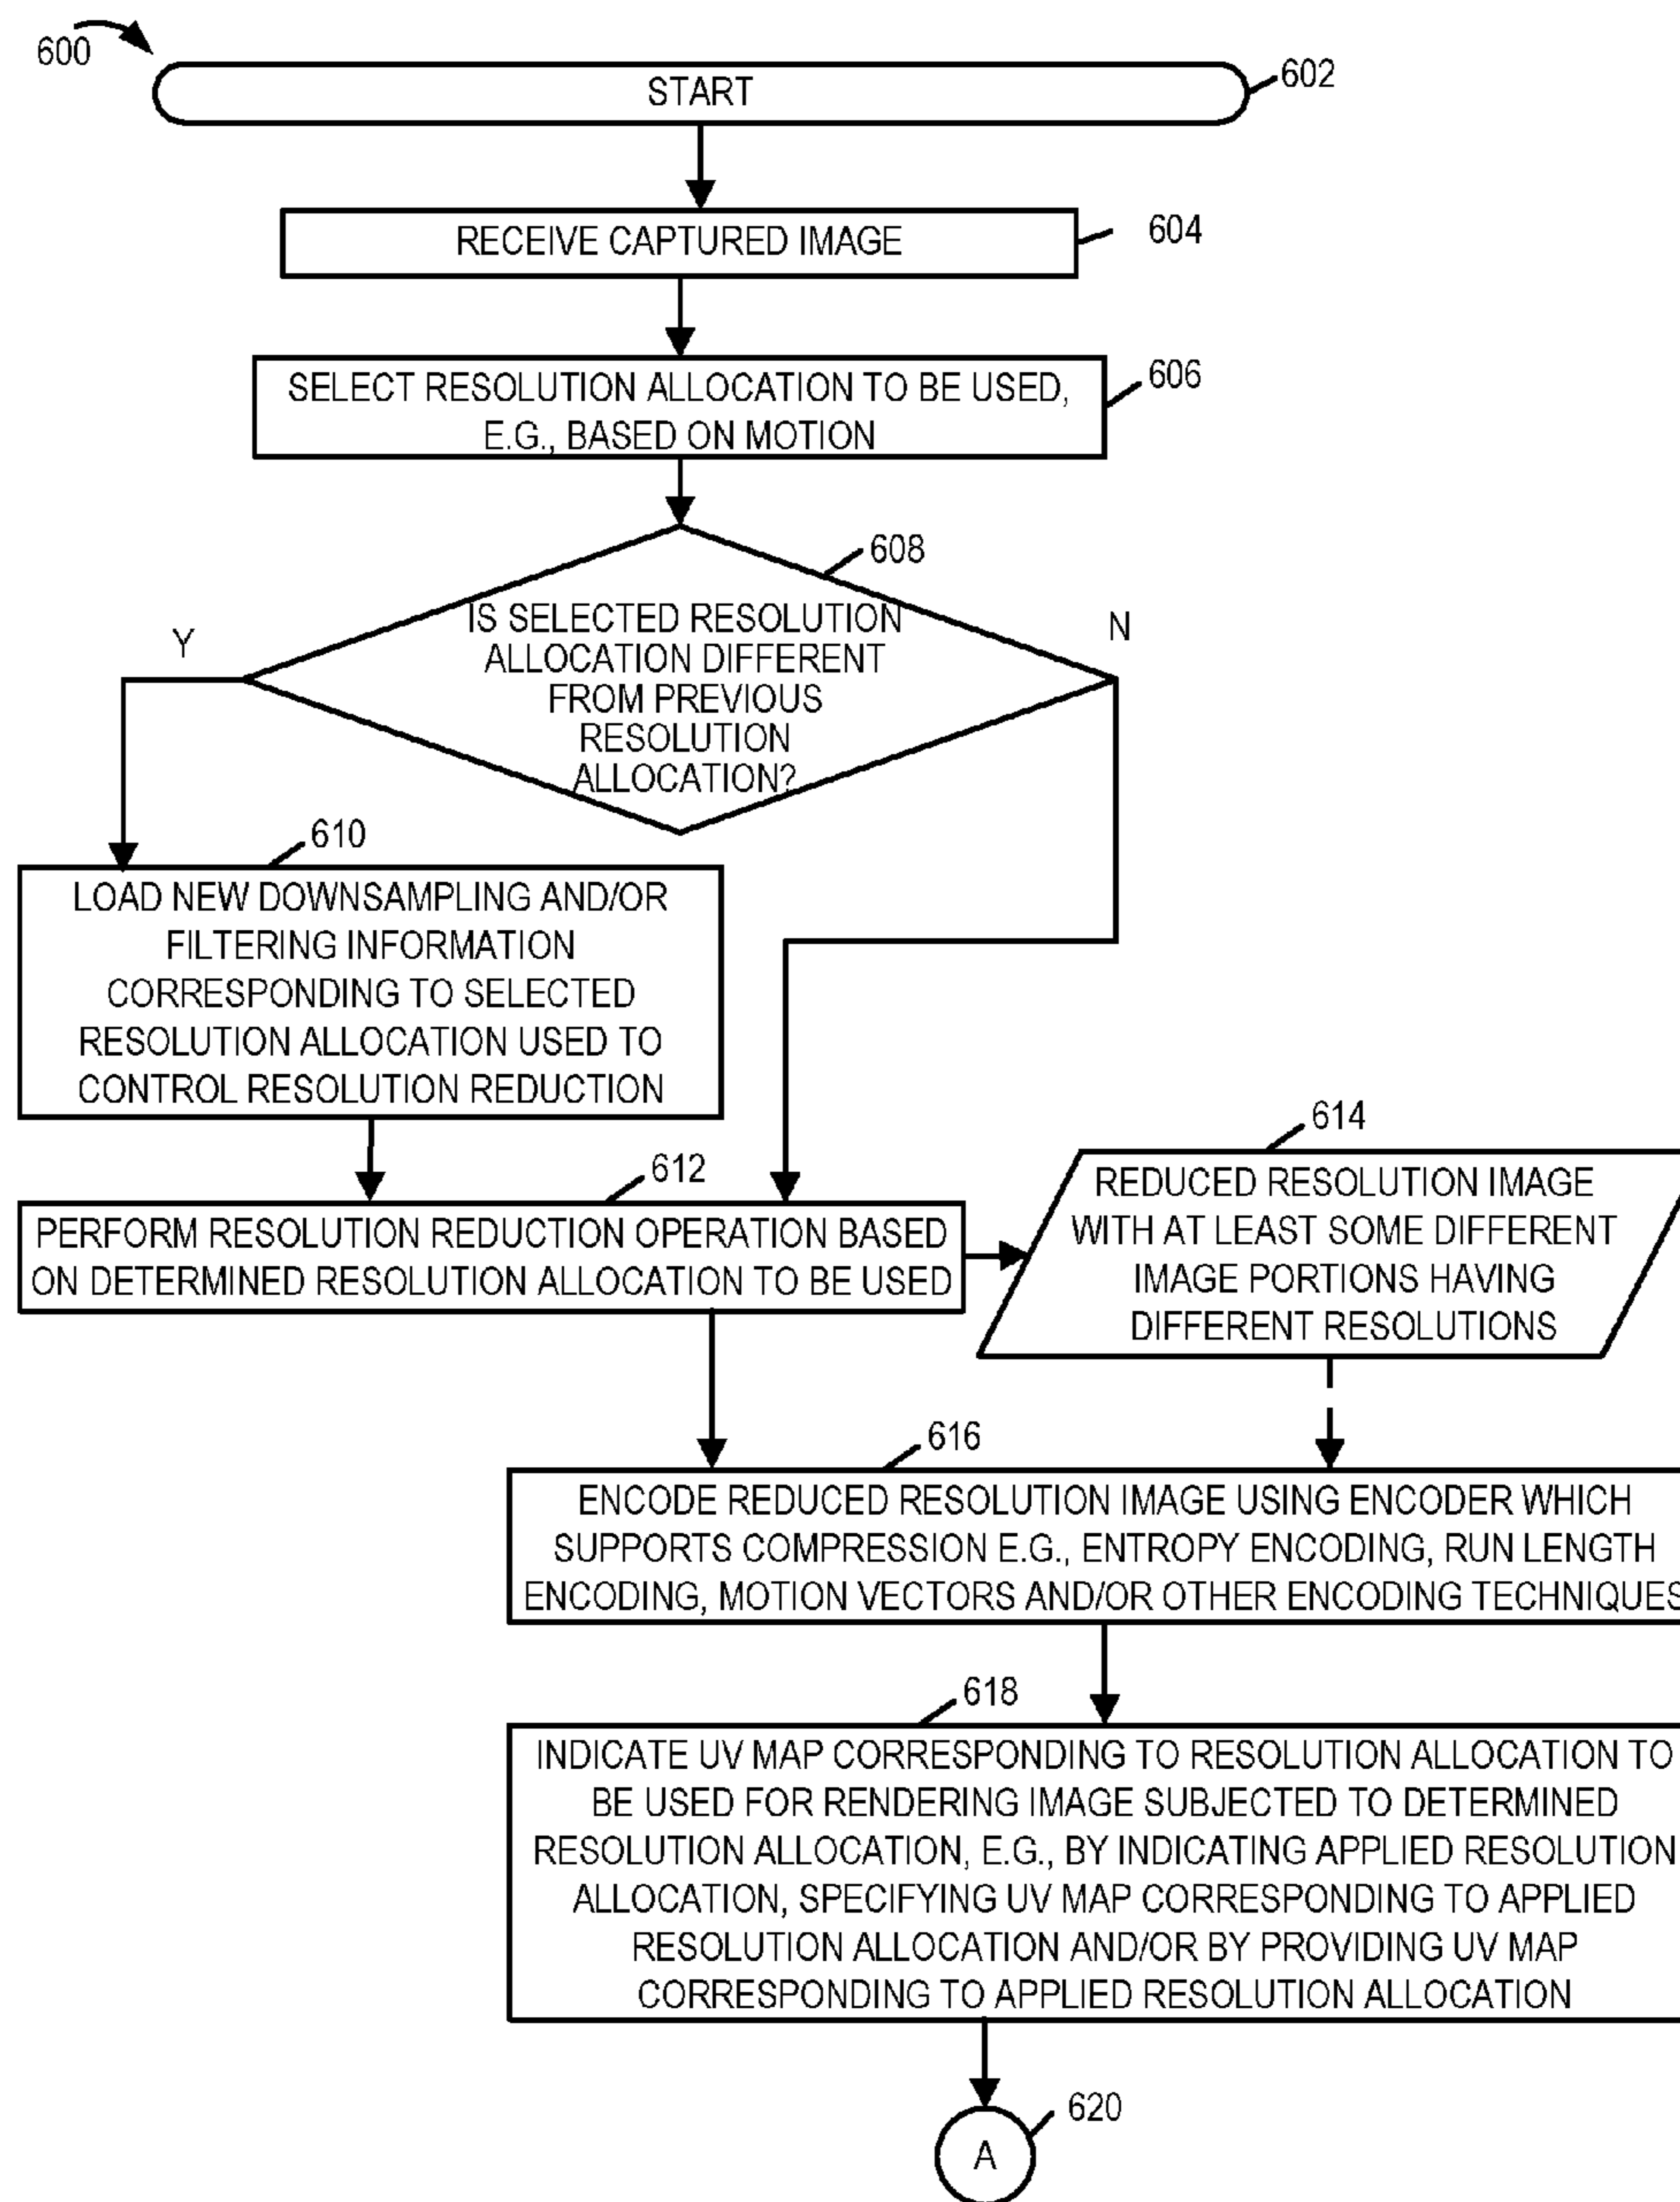 600
START
602
RECEIVE CAPTURED IMAGE
604
SELECT RESOLUTION ALLOCATION TO BE USED,
E.G., BASED ON MOTION
606
608
IS SELECTED RESOLUTION
ALLOCATION DIFFERENT
FROM PREVIOUS
RESOLUTION
ALLOCATION?
Y
N
610
LOAD NEW DOWNSAMPLING AND/OR
FILTERING INFORMATION
CORRESPONDING TO SELECTED
RESOLUTION ALLOCATION USED TO
CONTROL RESOLUTION REDUCTION
612
PERFORM RESOLUTION REDUCTION OPERATION BASED
ON DETERMINED RESOLUTION ALLOCATION TO BE USED
614
REDUCED RESOLUTION IMAGE
WITH AT LEAST SOME DIFFERENT
IMAGE PORTIONS HAVING
DIFFERENT RESOLUTIONS
616
ENCODE REDUCED RESOLUTION IMAGE USING ENCODER WHICH
SUPPORTS COMPRESSION E.G., ENTROPY ENCODING, RUN LENGTH
ENCODING, MOTION VECTORS AND/OR OTHER ENCODING TECHNIQUES
618
INDICATE UV MAP CORRESPONDING TO RESOLUTION ALLOCATION TO
BE USED FOR RENDERING IMAGE SUBJECTED TO DETERMINED
RESOLUTION ALLOCATION, E.G., BY INDICATING APPLIED RESOLUTION
ALLOCATION, SPECIFYING UV MAP CORRESPONDING TO APPLIED
RESOLUTION ALLOCATION AND/OR BY PROVIDING UV MAP
CORRESPONDING TO APPLIED RESOLUTION ALLOCATION
620
A